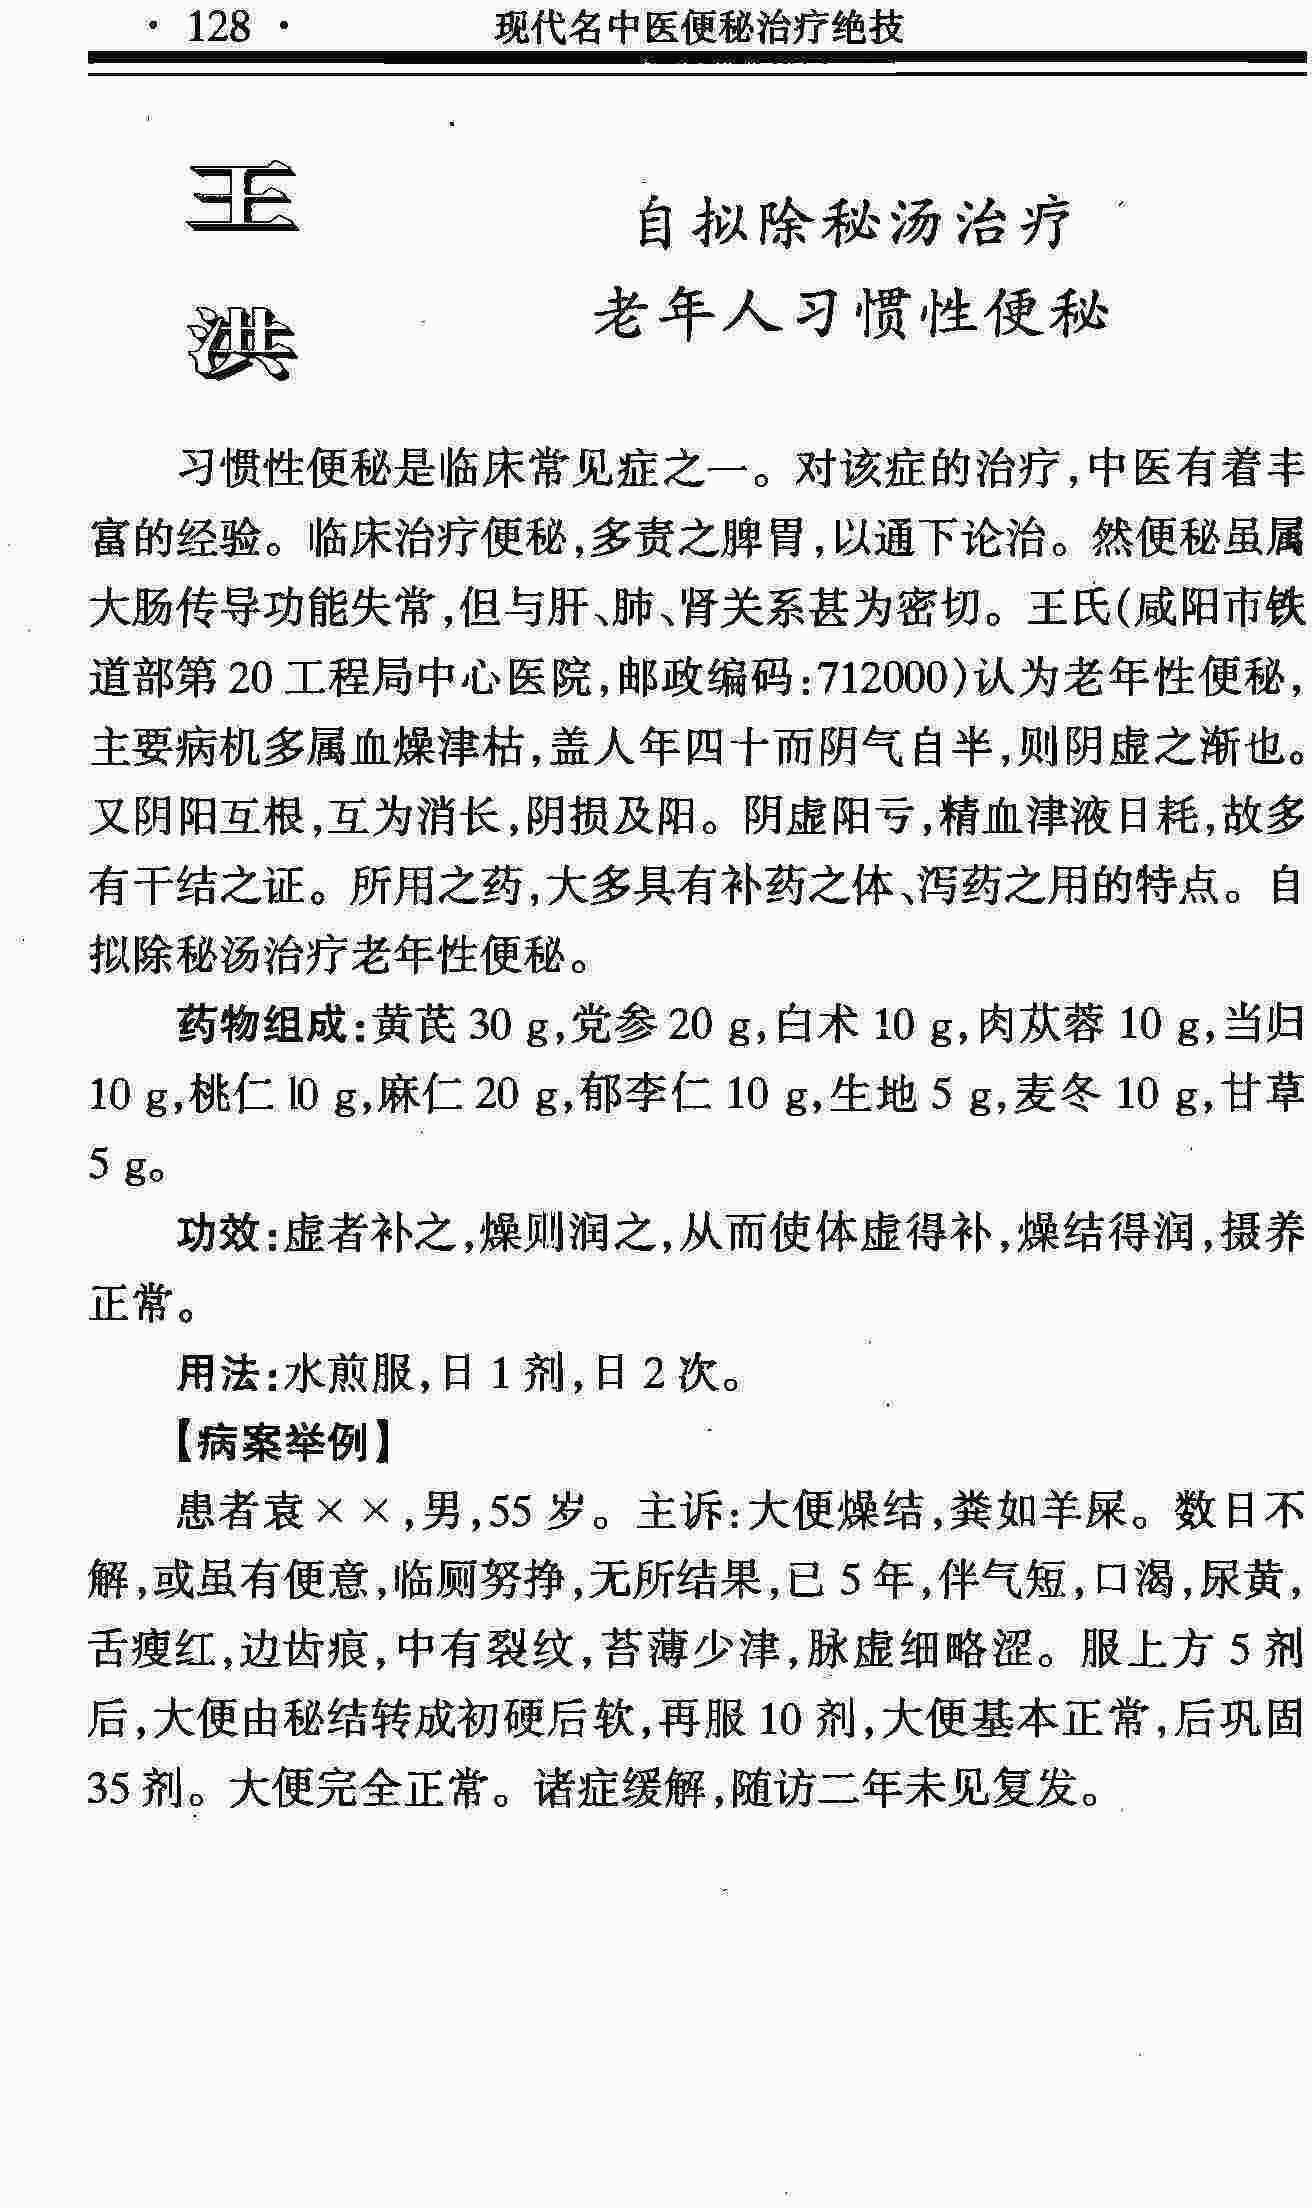 · 128 · 现代名中医便秘治疗绝技
王洪
自拟除秘汤治疗
老年人习惯性便秘
习惯性便秘是临床常见症之一。对该症的治疗,中医有着丰
富的经验。临床治疗便秘,多责之脾胃,以通下论治。然便秘虽属
大肠传导功能失常,但与肝、肺、肾关系甚为密切。王氏(咸阳市铁
道部第20工程局中心医院,邮政编码:712000)认为老年性便秘,
主要病机多属血燥津枯,盖人年四十而阴气自半,则阴虚之渐也。
又阴阳互根,互为消长,阴损及阳。阴虚阳亏,精血津液日耗,故多
有干结之证。所用之药,大多具有补药之体、泻药之用的特点。自
拟除秘汤治疗老年性便秘。
药物组成:黄芪 30 g,党参 20 g,白术 10 g,肉苁蓉 10 g,当归
10 g,桃仁 10 g,麻仁 20 g,郁李仁 10 g,生地 5 g,麦冬 10 g,甘草
5 g。
功效:虚者补之,燥则润之,从而使体虚得补,燥结得润,摄养
正常。
用法:水煎服,日 1 剂,日 2 次。
【病案举例】
患者袁××,男,55 岁。主诉:大便燥结,粪如羊屎。数日不
解,或虽有便意,临厕努挣,无所结果,已 5 年,伴气短,口渴,尿黄,
舌瘦红,边齿痕,中有裂纹,苔薄少津,脉虚细略涩。服上方 5 剂
后,大便由秘结转成初硬后软,再服 10 剂,大便基本正常,后巩固
35 剂。大便完全正常。诸症缓解,随访二年未见复发。